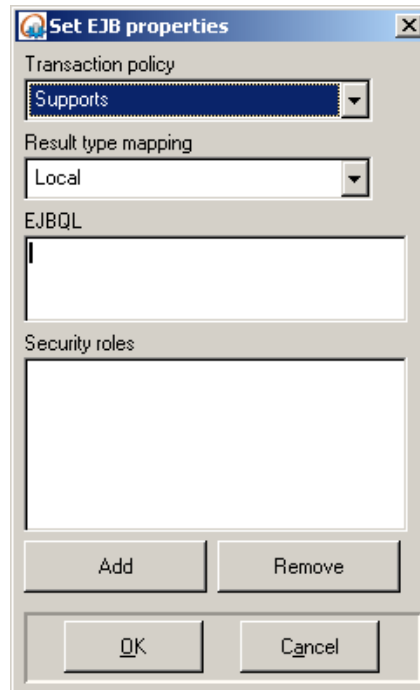 Set EJB properties
Transaction policy
Supports
Result type mapping
Local
EJBQL
Security roles
Add Remove
OK Cancel